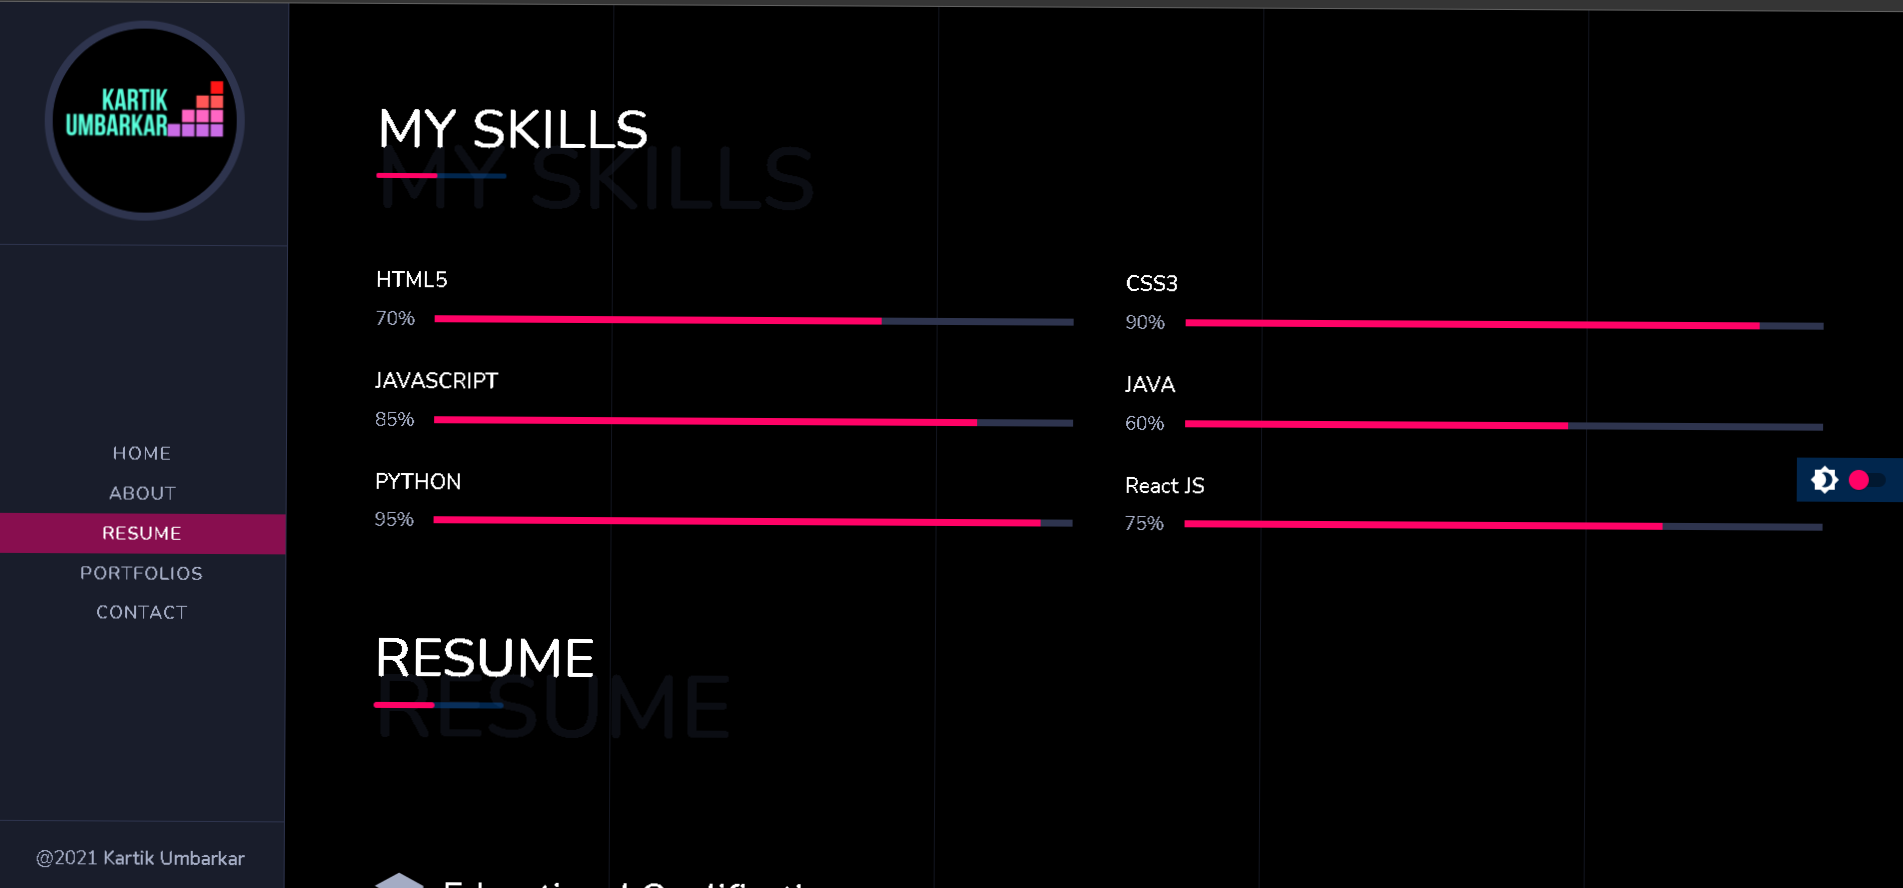 KARTIK
UMBARKAR
HOME
ABOUT
RESUME
PORTFOLIOS
CONTACT
@2021 Kartik Umbarkar
MY SKILLS
MY SKILLS
HTML5
70%
CSS3
90%
JAVASCRIPT
85%
JAVA
60%
PYTHON
95%
React JS
75%
RESUME
RESUME